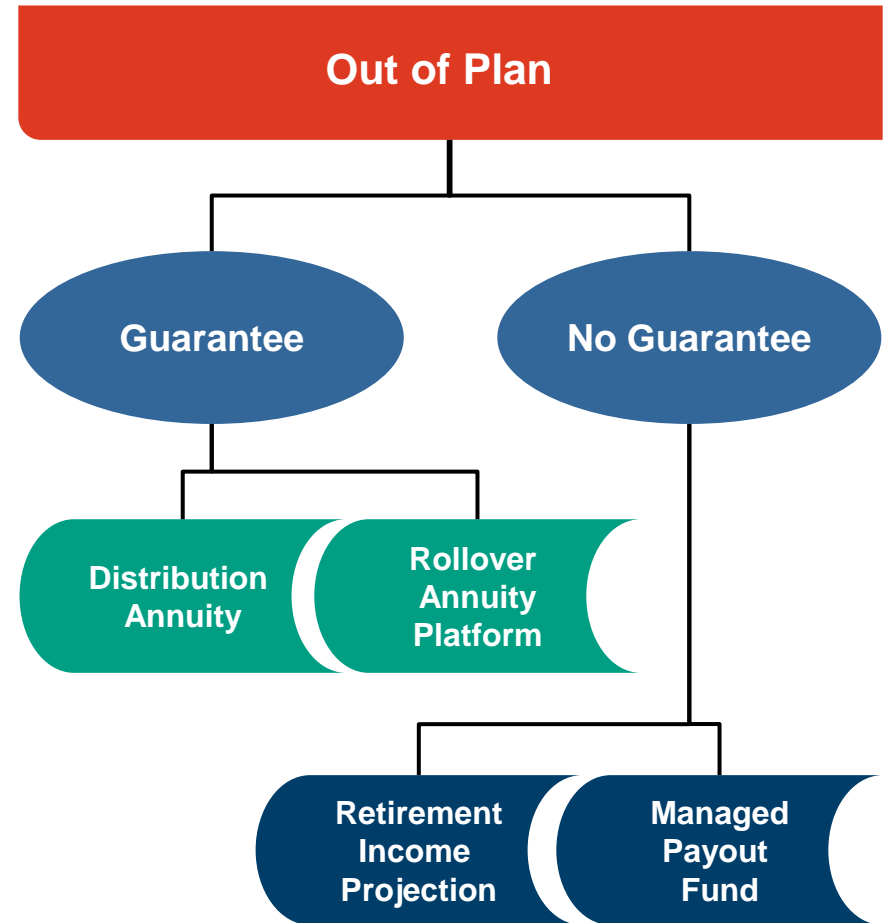 Out of Plan
Guarantee
No Guarantee
Distribution
Annuity
Rollover
Annuity
Platform
Retirement
Income
Projection
Managed
Payout
Fund